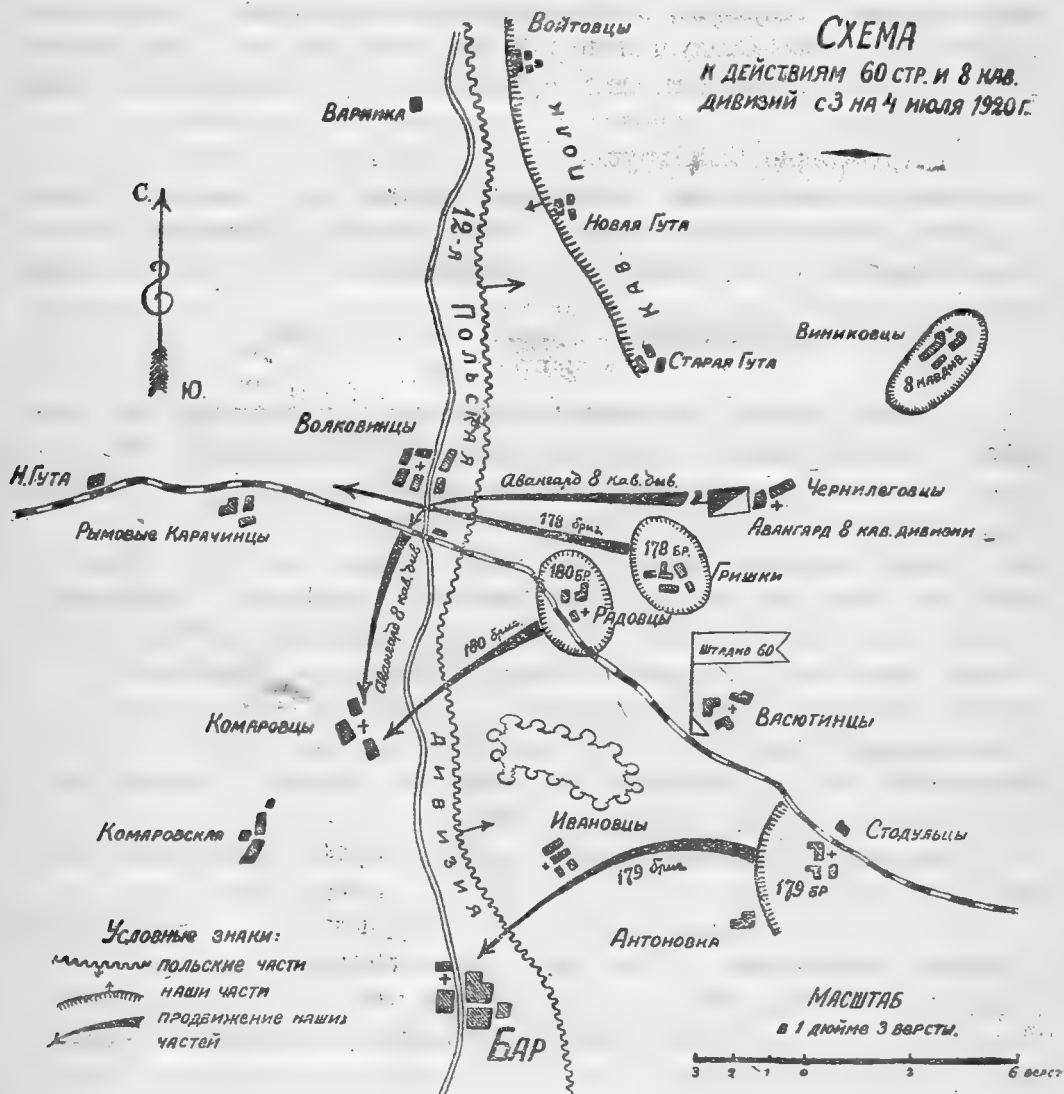 СХЕМА
К ДЕЙСТВИЯМ 60 СТР. И 8 КАВ.
ДИВИЗИЙ С 3 НА 4 ИЮЛЯ 1920 Г.
ВОЙТОВЦЫ
ВАРИНКА
КАВ ПОЛК
С.
НОВАЯ ГУТА
12-Я ПОЛЬСКАЯ ДИВИЗИЯ
ВИНИКОВЦЫ
8 КАВДИВ.
СТАРАЯ ГУТА
Ю.
ВОЛКОВИНЦЫ
Н. ГУТА
АВАНГАРД 8 КАВ. ДИВ.
ЧЕРНИЛЕГОВЦЫ
РЫМОВЫЕ КАРАЧИНЦЫ
178 БРИГ.
АВАНГАРД 8 КАВ. ДИВИЗИИ
178 БР.
ГРИШКИ
180 БР.
РАДОВЦЫ
АВАНГАРД 8 КАВ. ДИВ
180 БРИГ.
ШТАДИВ 60
КОМАРОВЦЫ
ВАСЮТИНЦЫ
КОМАРОВСКАЯ
ИВАНОВЦЫ
СТОДУЛЬЦЫ
179 БРИГ
179 БР
АНТОНОВКА
УСЛОВНЫЕ ЗНАКИ:
ПОЛЬСКИЕ ЧАСТИ
НАШИ ЧАСТИ
ПРОДВИЖЕНИЕ НАШИХ
ЧАСТЕЙ
БАР
МАСШТАБ
В 1 ДЮЙМЕ 3 ВЕРСТЫ.
3 2 1 0 3 6 ВЕРСТ